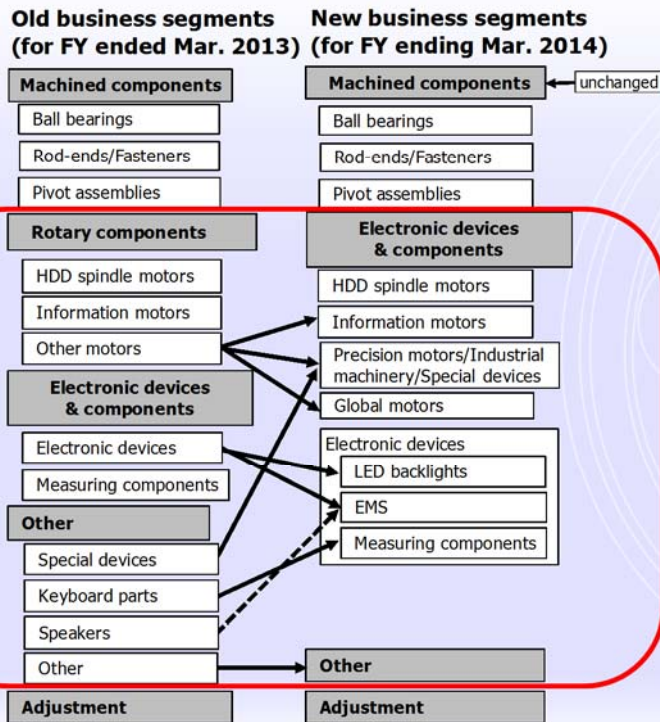 Old business segments
(for FY ended Mar. 2013)
Machined components
Ball bearings
Rod-ends/Fasteners
Pivot assemblies
Rotary components
HDD spindle motors
Information motors
Other motors
Electronic devices
& components
Electronic devices
Measuring components
Other
Special devices
Keyboard parts
Speakers
Other
Adjustment
New business segments
(for FY ending Mar. 2014)
Machined components
unchanged
Ball bearings
Rod-ends/Fasteners
Pivot assemblies
Electronic devices
& components
HDD spindle motors
Information motors
Precision motors/Industrial
machinery/Special devices
Global motors
Electronic devices
LED backlights
EMS
Measuring components
Other
Adjustment